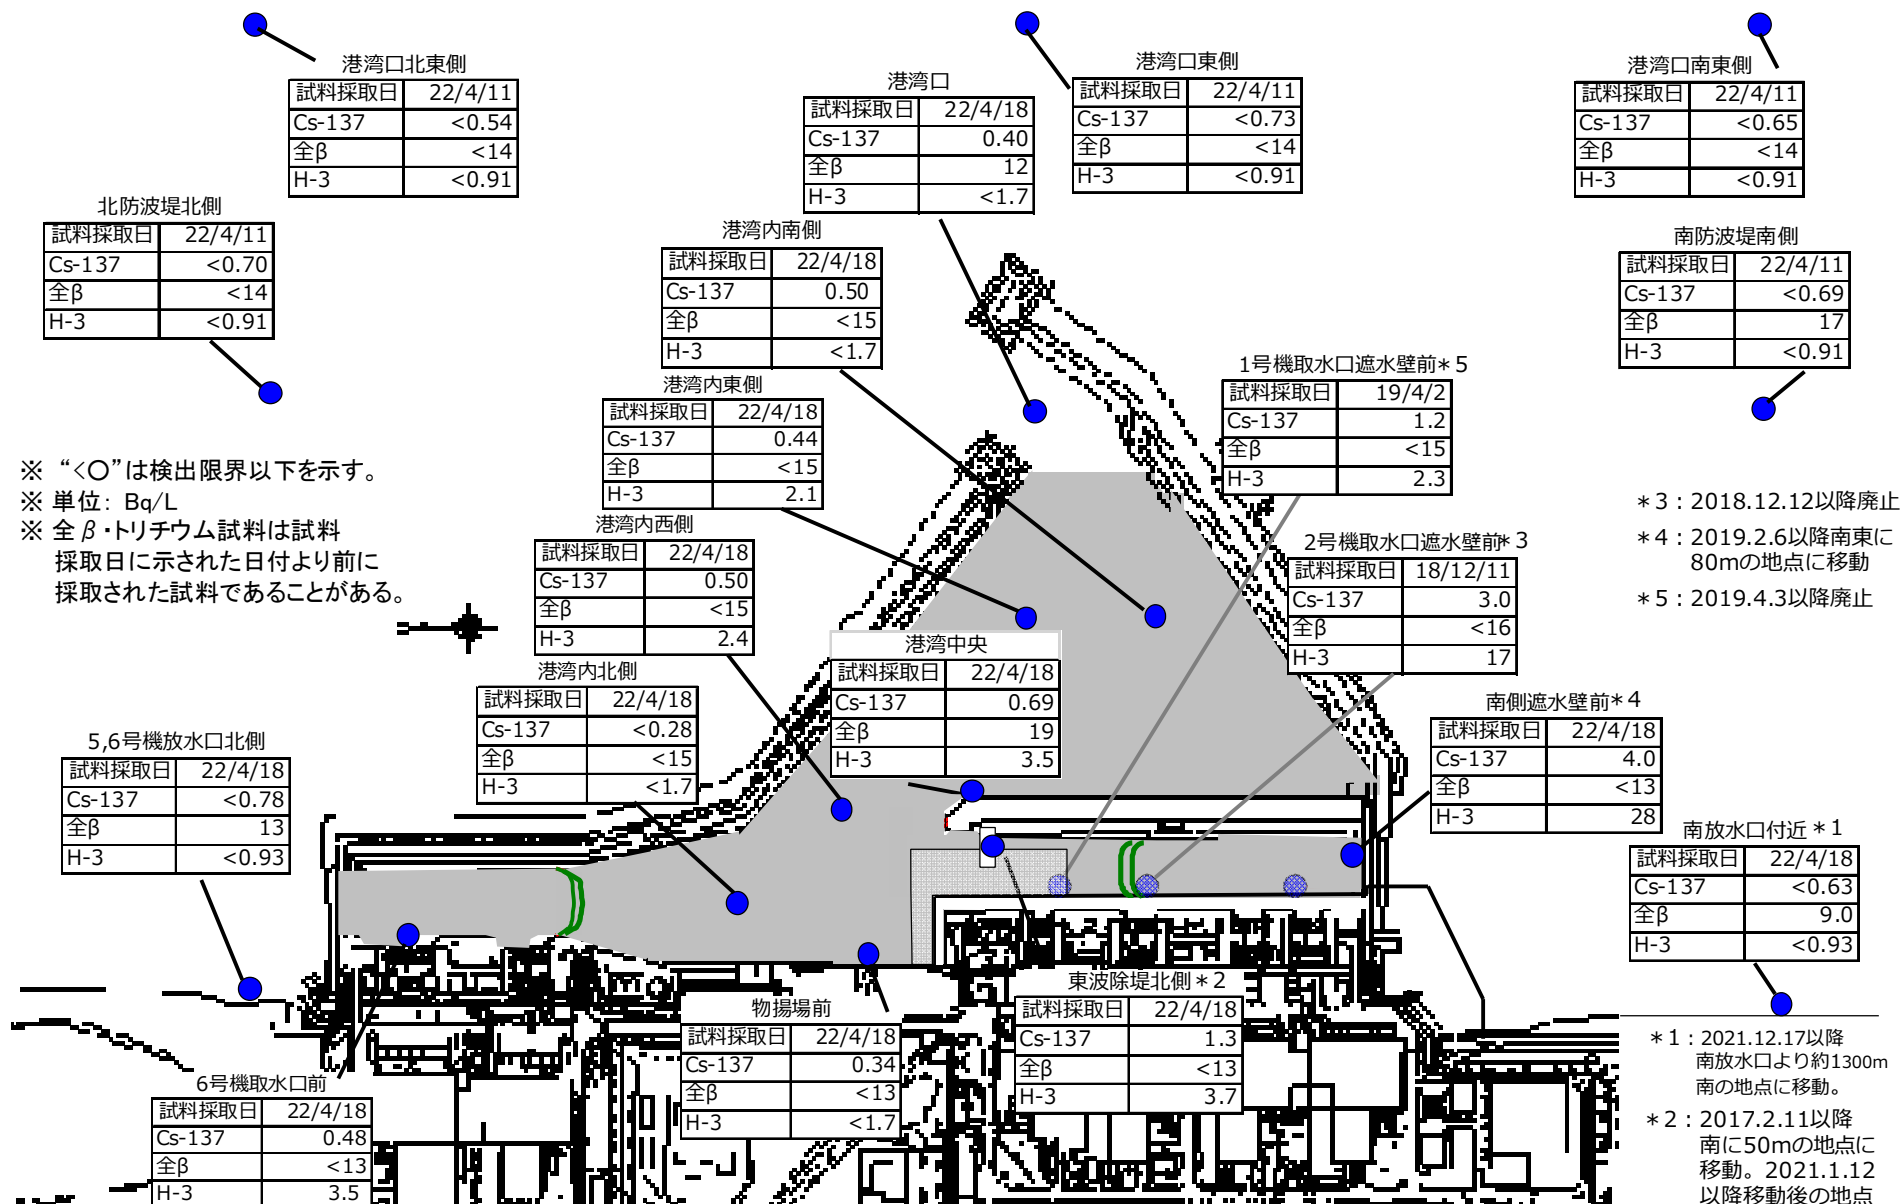 港湾口北東側
試料採取日 22/4/11
Cs-137 <0.54
全β <14
H-3 <0.91
港湾口
試料採取日 22/4/18
Cs-137 0.40
全β 12
H-3 <1.7
港湾口東側
試料採取日 22/4/11
Cs-137 <0.73
全β <14
H-3 <0.91
港湾口南東側
試料採取日 22/4/11
Cs-137 <0.65
全β <14
H-3 <0.91
北防波堤北側
試料採取日 22/4/11
Cs-137 <0.70
全β <14
H-3 <0.91
港湾内南側
試料採取日 22/4/18
Cs-137 0.50
全β <15
H-3 <1.7
南防波堤南側
試料採取日 22/4/11
Cs-137 <0.69
全β 17
H-3 <0.91
港湾内東側
試料採取日 22/4/18
Cs-137 0.44
全β <15
H-3 2.1
1号機取水口遮水壁前*5
試料採取日 19/4/2
Cs-137 1.2
全β <15
H-3 2.3
※ “<○”は検出限界以下を示す。
※ 単位: Bq/L
※ 全β・トリチウム試料は試料
採取日に示された日付より前に
採取された試料であることがある。
港湾内西側
試料採取日 22/4/18
Cs-137 0.50
全β <15
H-3 2.4
2号機取水口遮水壁前*3
試料採取日 18/12/11
Cs-137 3.0
全β <16
H-3 17
*3：2018.12.12以降廃止
*4：2019.2.6以降南東に
80mの地点に移動
*5：2019.4.3以降廃止
港湾中央
試料採取日 22/4/18
Cs-137 0.69
全β 19
H-3 3.5
港湾内北側
試料採取日 22/4/18
Cs-137 <0.28
全β <15
H-3 <1.7
南側遮水壁前*4
試料採取日 22/4/18
Cs-137 4.0
全β <13
H-3 28
5,6号機放水口北側
試料採取日 22/4/18
Cs-137 <0.78
全β 13
H-3 <0.93
南放水口付近*1
試料採取日 22/4/18
Cs-137 <0.63
全β 9.0
H-3 <0.93
物揚場前
試料採取日 22/4/18
Cs-137 0.34
全β <13
H-3 <1.7
東波除堤北側*2
試料採取日 22/4/18
Cs-137 1.3
全β <13
H-3 3.7
6号機取水口前
試料採取日 22/4/18
Cs-137 0.48
全β <13
H-3 3.5
*1：2021.12.17以降
南放水口より約1300m
南の地点に移動。
*2：2017.2.11以降
南に50mの地点に
移動。2021.1.12
以降移動後の地点